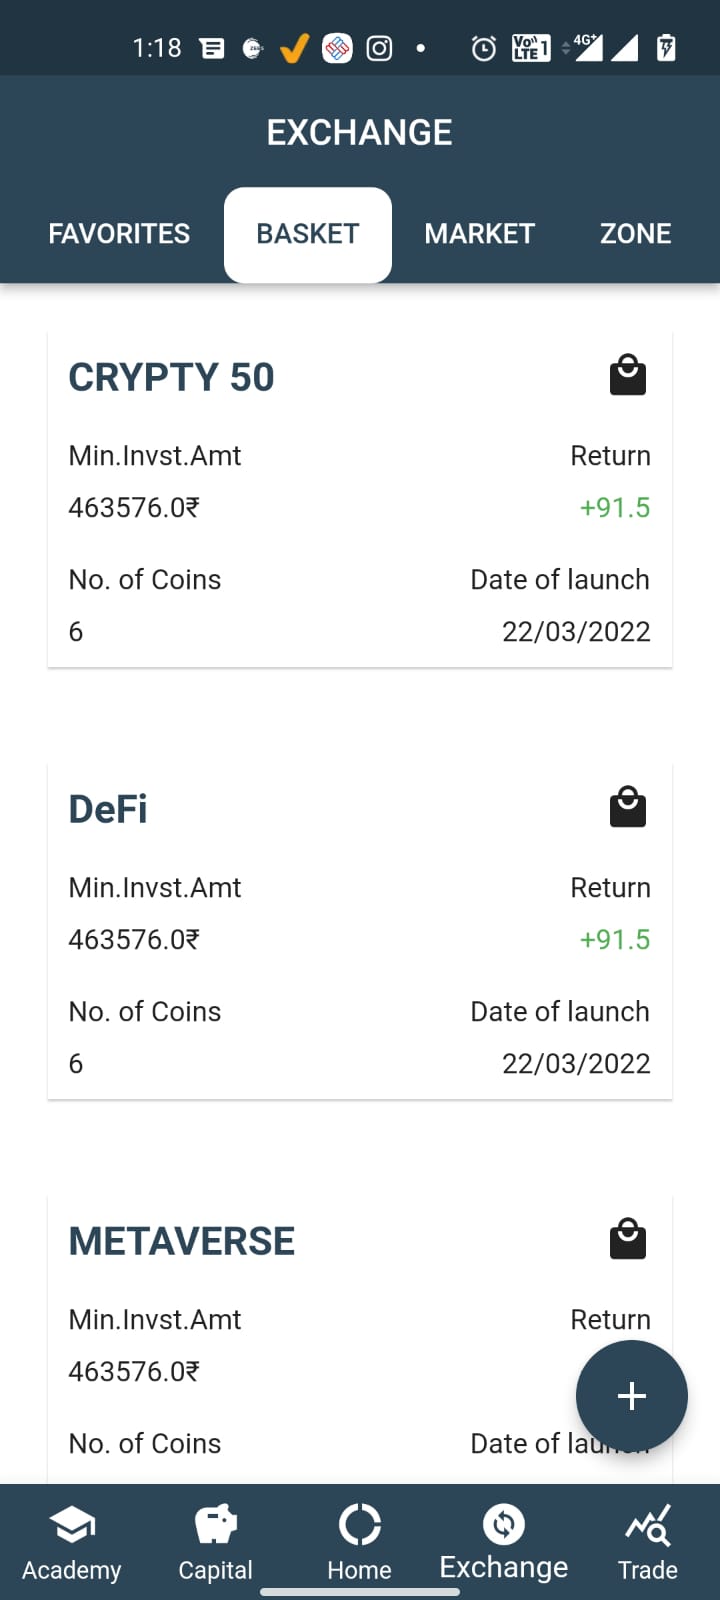 1:18
Vo)) 1 4G+
LTE
EXCHANGE
FAVORITES BASKET MARKET ZONE
CRYPTY 50
Min.Invst.Amt Return
463576.0₹ +91.5
No. of Coins Date of launch
6 22/03/2022
DeFi
Min.Invst.Amt Return
463576.0₹ +91.5
No. of Coins Date of launch
6 22/03/2022
METAVERSE
Min.Invst.Amt Return
463576.0₹
+
No. of Coins Date of
Academy Capital Home Exchange Trade